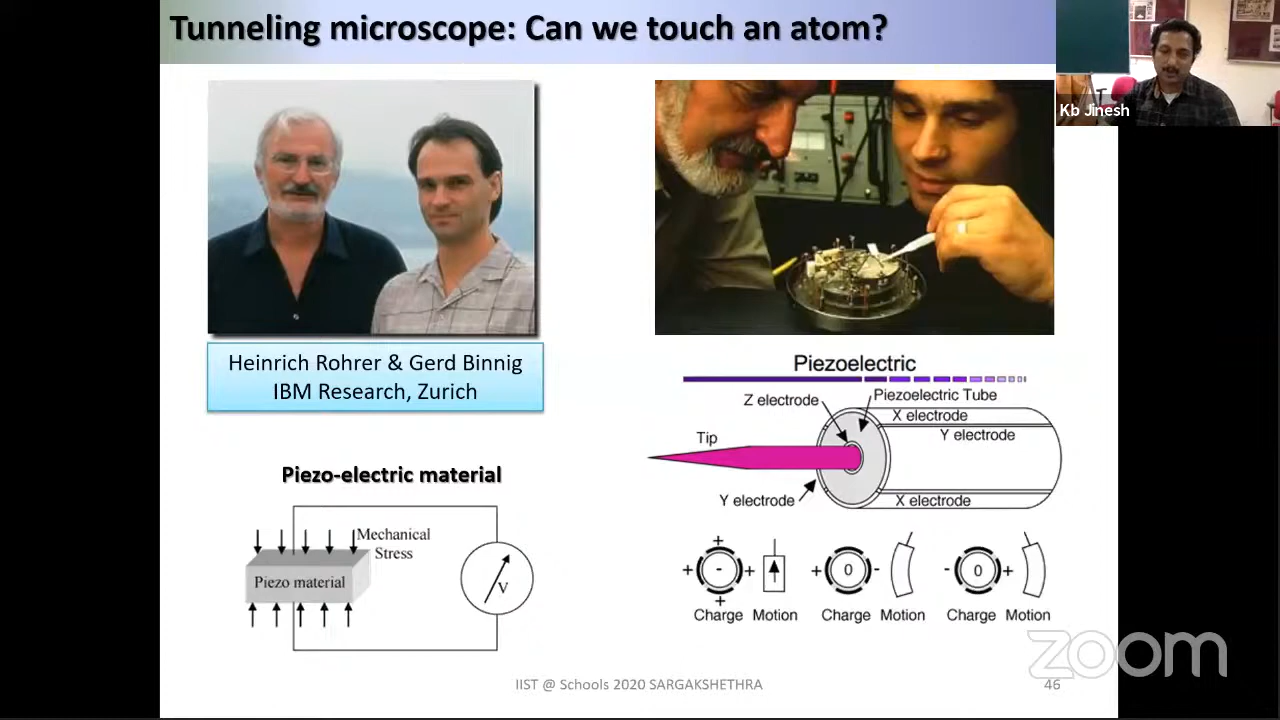 Tunneling microscope: Can we touch an atom?
Kb Jinesh
Heinrich Rohrer & Gerd Binnig
IBM Research, Zurich
Piezo-electric material
Mechanical
Stress
Piezo material
V
Piezoelectric
Z electrode
Piezoelectric Tube
X electrode
Y electrode
Tip
Y electrode
X electrode
+
+ - +
+
+ 0 -
- 0 +
Charge Motion Charge Motion Charge Motion
zoom
IIST @ Schools 2020 SARGAKSHETHRA
46